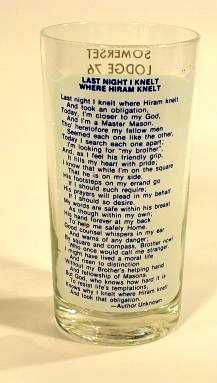 SOMERSET
LODGE 76
LAST NIGHT I KNELT
WHERE HIRAM KNELT
Last night I knelt where Hiram knelt
And took an obligation,
Today, I'm closer to my God,
And I'm a Master Mason.
Tho' heretofore my fellow men
Seemed each one like the other,
Today I search each one apart.
I'm looking for "my brother".
And, as I feel his friendly grip,
It fills my heart with pride;
I know that while I'm on the square
That he is on my side.
His footsteps on my errand go
If I should such require;
His prayers will plead in my behalf
If I should so desire.
My words are safe within his breast
As though within my own;
His hand forever at my back
To help me safely Home.
Good counsel whispers in my ear
And warns of any danger;
By square and compass, Brother now!
Who once would call me stranger.
I might have lived a moral life
And risen to distinction
Without my Brother's helping hand
And fellowship of Masons.
But God, who knows how hard it is
To resist life's temptations,
Knows why I knelt where Hiram knelt
And took that obligation.
—Author Unknown